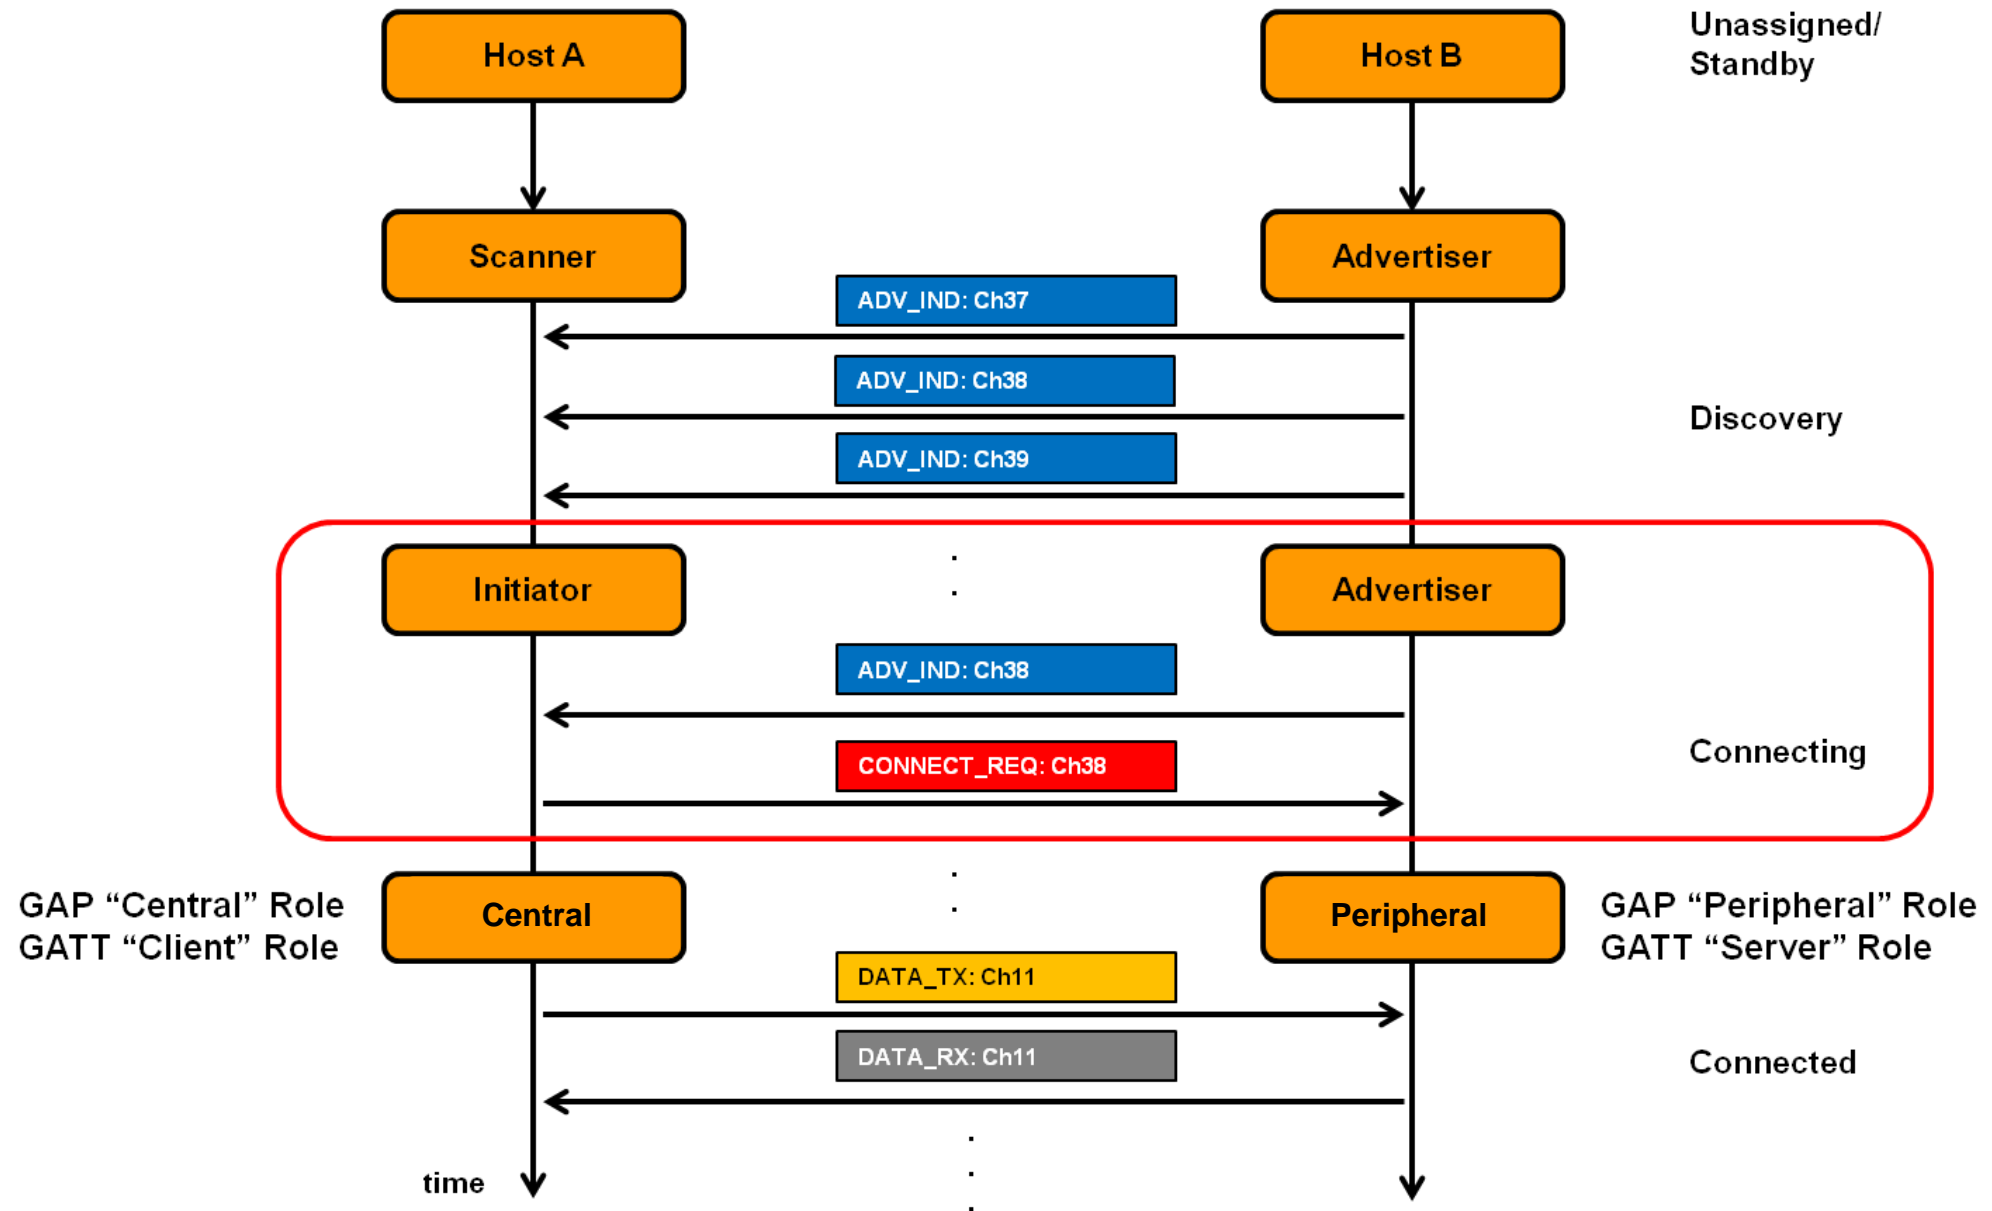 Host A
Host B
Unassigned/
Standby
Scanner
Advertiser
ADV_IND: Ch37
ADV_IND: Ch38
Discovery
ADV_IND: Ch39
Initiator
Advertiser
ADV_IND: Ch38
CONNECT_REQ: Ch38
Connecting
GAP “Central” Role
GATT “Client” Role
Central
Peripheral
GAP “Peripheral” Role
GATT “Server” Role
DATA_TX: Ch11
DATA_RX: Ch11
Connected
time